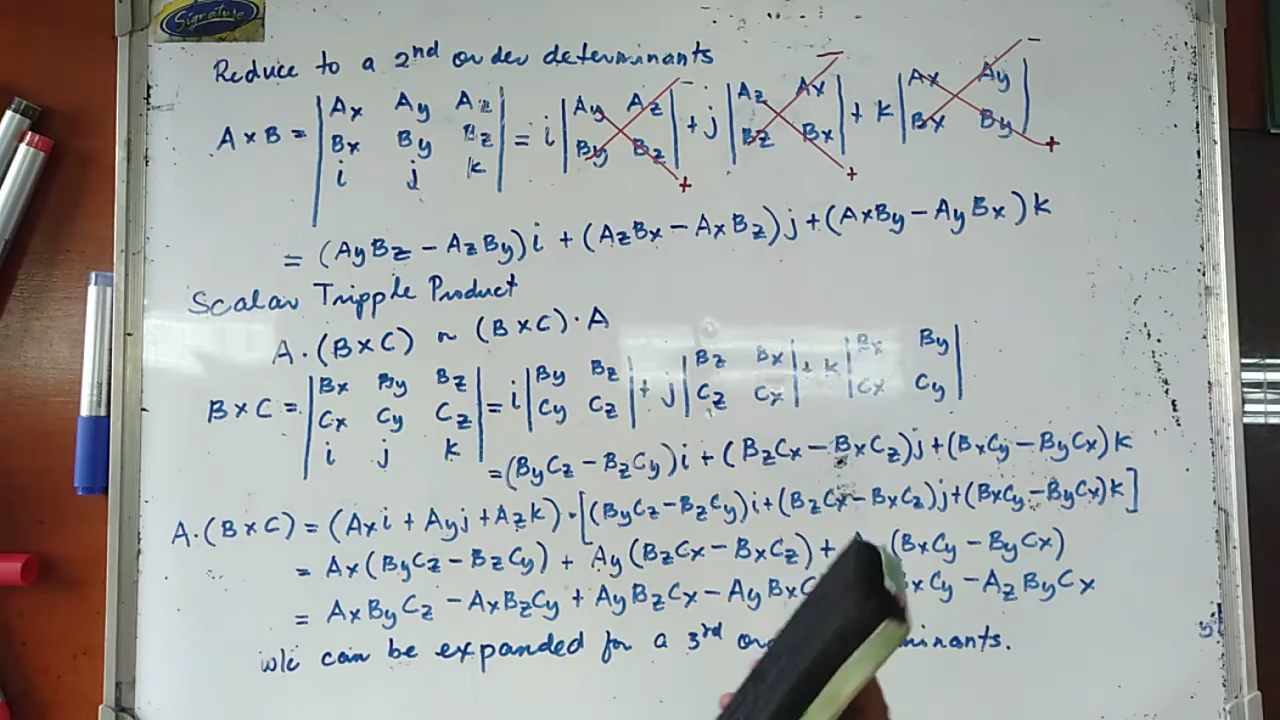 Signature
Reduce to a 2nd order determinants
A × B = | Ax Ay Az | = i | Ay Az | + j | Az Ax | + k | Ax Ay |
| Bx By Bz | | By Bz | | Bz Bx | | Bx By |
| i j k |
- + - + - +
= (AyBz - AzBy)i + (AzBx - AxBz)j + (AxBy - AyBx)k
Scalar Tripple Product
A·(B×C) ~ (B×C)·A
B×C = | Bx By Bz | = i | By Bz | + j | Bz Bx | + k | Bx By |
| Cx Cy Cz | | Cy Cz | | Cz Cx | | Cx Cy |
| i j k |
= (ByCz - BzCy)i + (BzCx - BxCz)j + (BxCy - ByCx)k
A·(B×C) = (Axi + Ayj + Azk)·[(ByCz - BzCy)i + (BzCx - BxCz)j + (BxCy - ByCx)k]
= Ax(ByCz - BzCy) + Ay(BzCx - BxCz) + (BxCy - ByCx)
= AxByCz - AxBzCy + AyBzCx - AyBxC xCy - AzByCx
w/c can be expanded for a 3rd